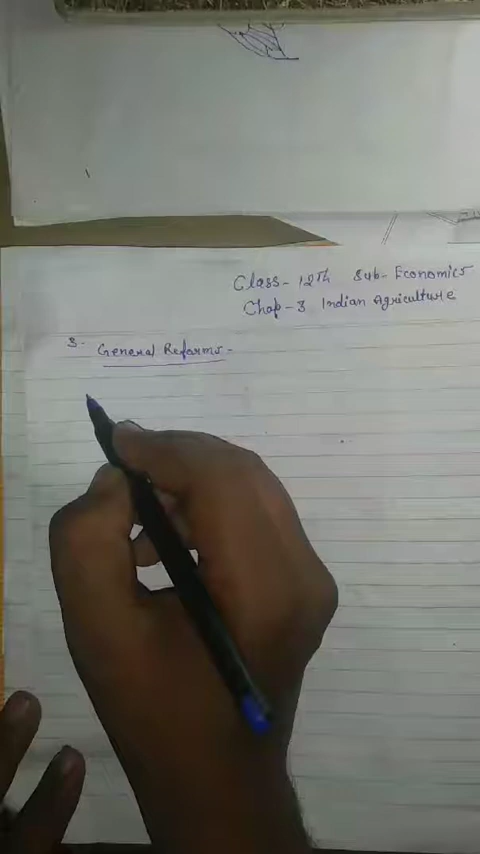 Class- 12th Sub- Economics
Chap-3 Indian Agriculture
3- General Reforms-